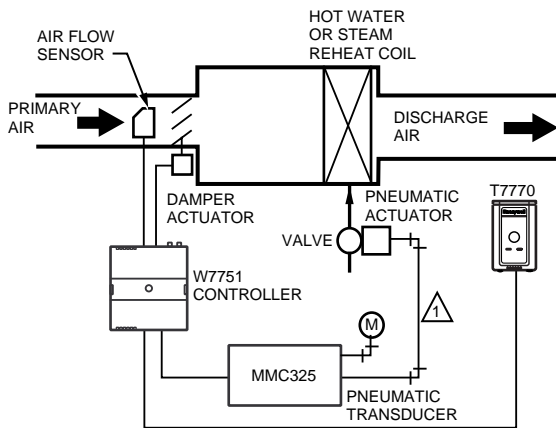 AIR FLOW
SENSOR
HOT WATER
OR STEAM
REHEAT COIL
PRIMARY
AIR
DISCHARGE
AIR
DAMPER
ACTUATOR
PNEUMATIC
ACTUATOR
T7770
Honeywell
VALVE
W7751
CONTROLLER
1
M
MMC325
PNEUMATIC
TRANSDUCER